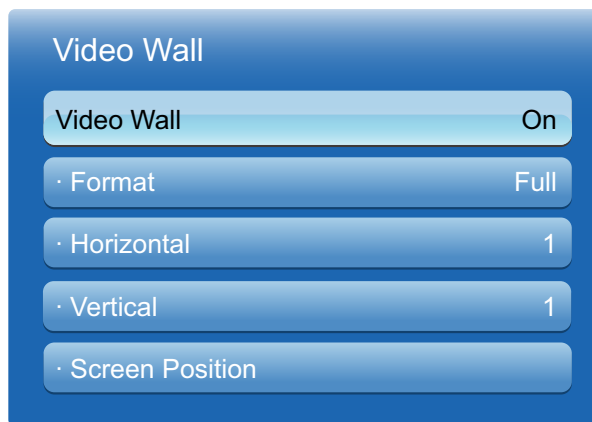 Video Wall
Video Wall On
· Format Full
· Horizontal 1
· Vertical 1
· Screen Position